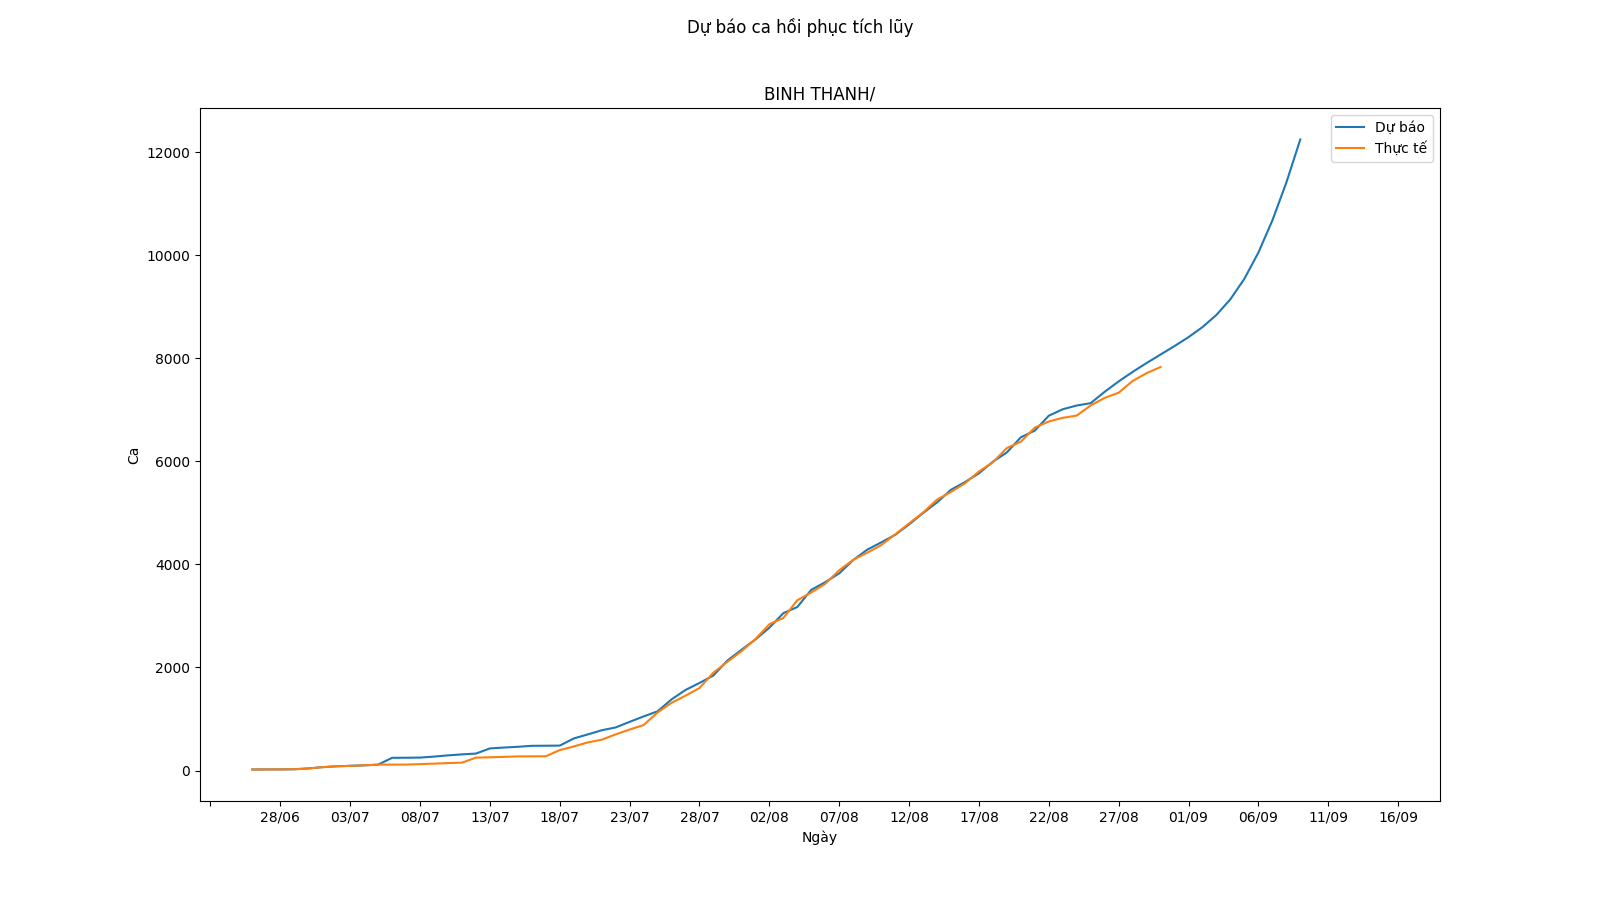 Dự báo ca hồi phục tích lũy
BINH THANH/
Dự báo
Thực tế
12000
10000
8000
6000
4000
2000
0
Ca
28/06 03/07 08/07 13/07 18/07 23/07 28/07 02/08 07/08 12/08 17/08 22/08 27/08 01/09 06/09 11/09 16/09
Ngày